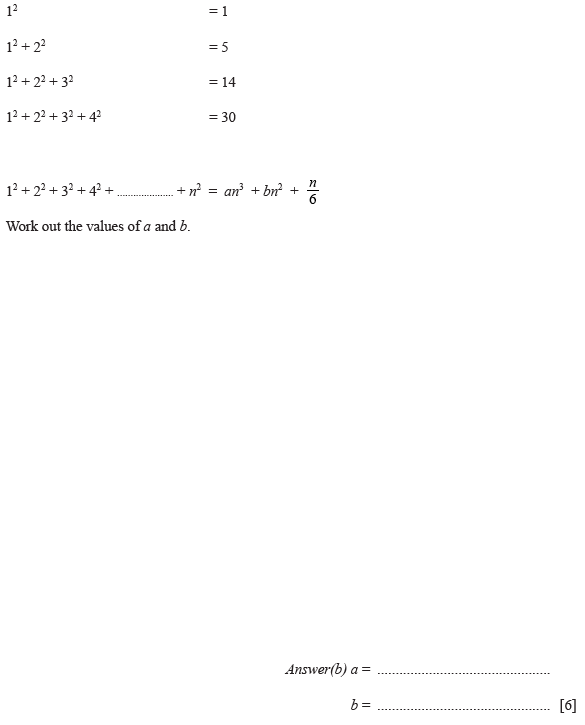 1² = 1
1² + 2² = 5
1² + 2² + 3² = 14
1² + 2² + 3² + 4² = 30
1² + 2² + 3² + 4² + ..................... + n² = an³ + bn² + n/6
Work out the values of a and b.
Answer(b) a = ...............................................
b = ............................................... [6]